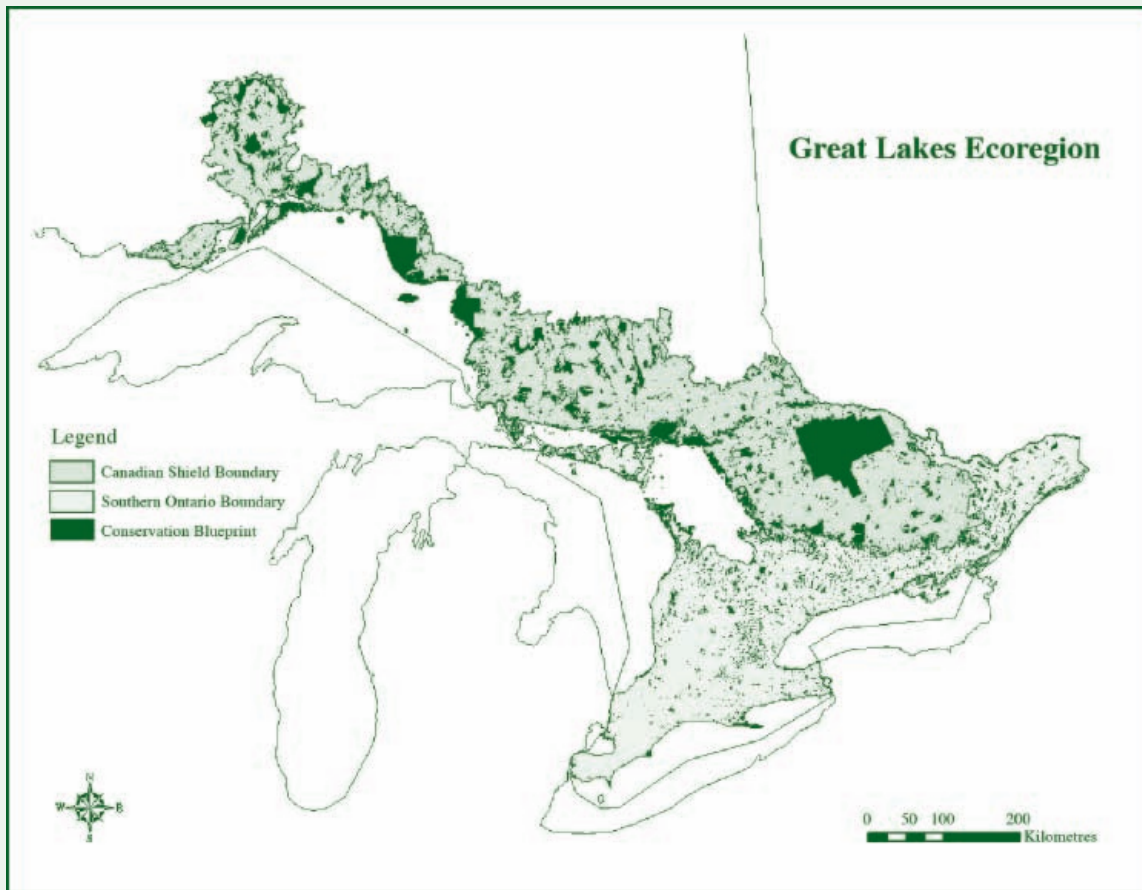 Great Lakes Ecoregion
Legend
Canadian Shield Boundary
Southern Ontario Boundary
Conservation Blueprint
N
W E
S
0 50 100 200
Kilometres